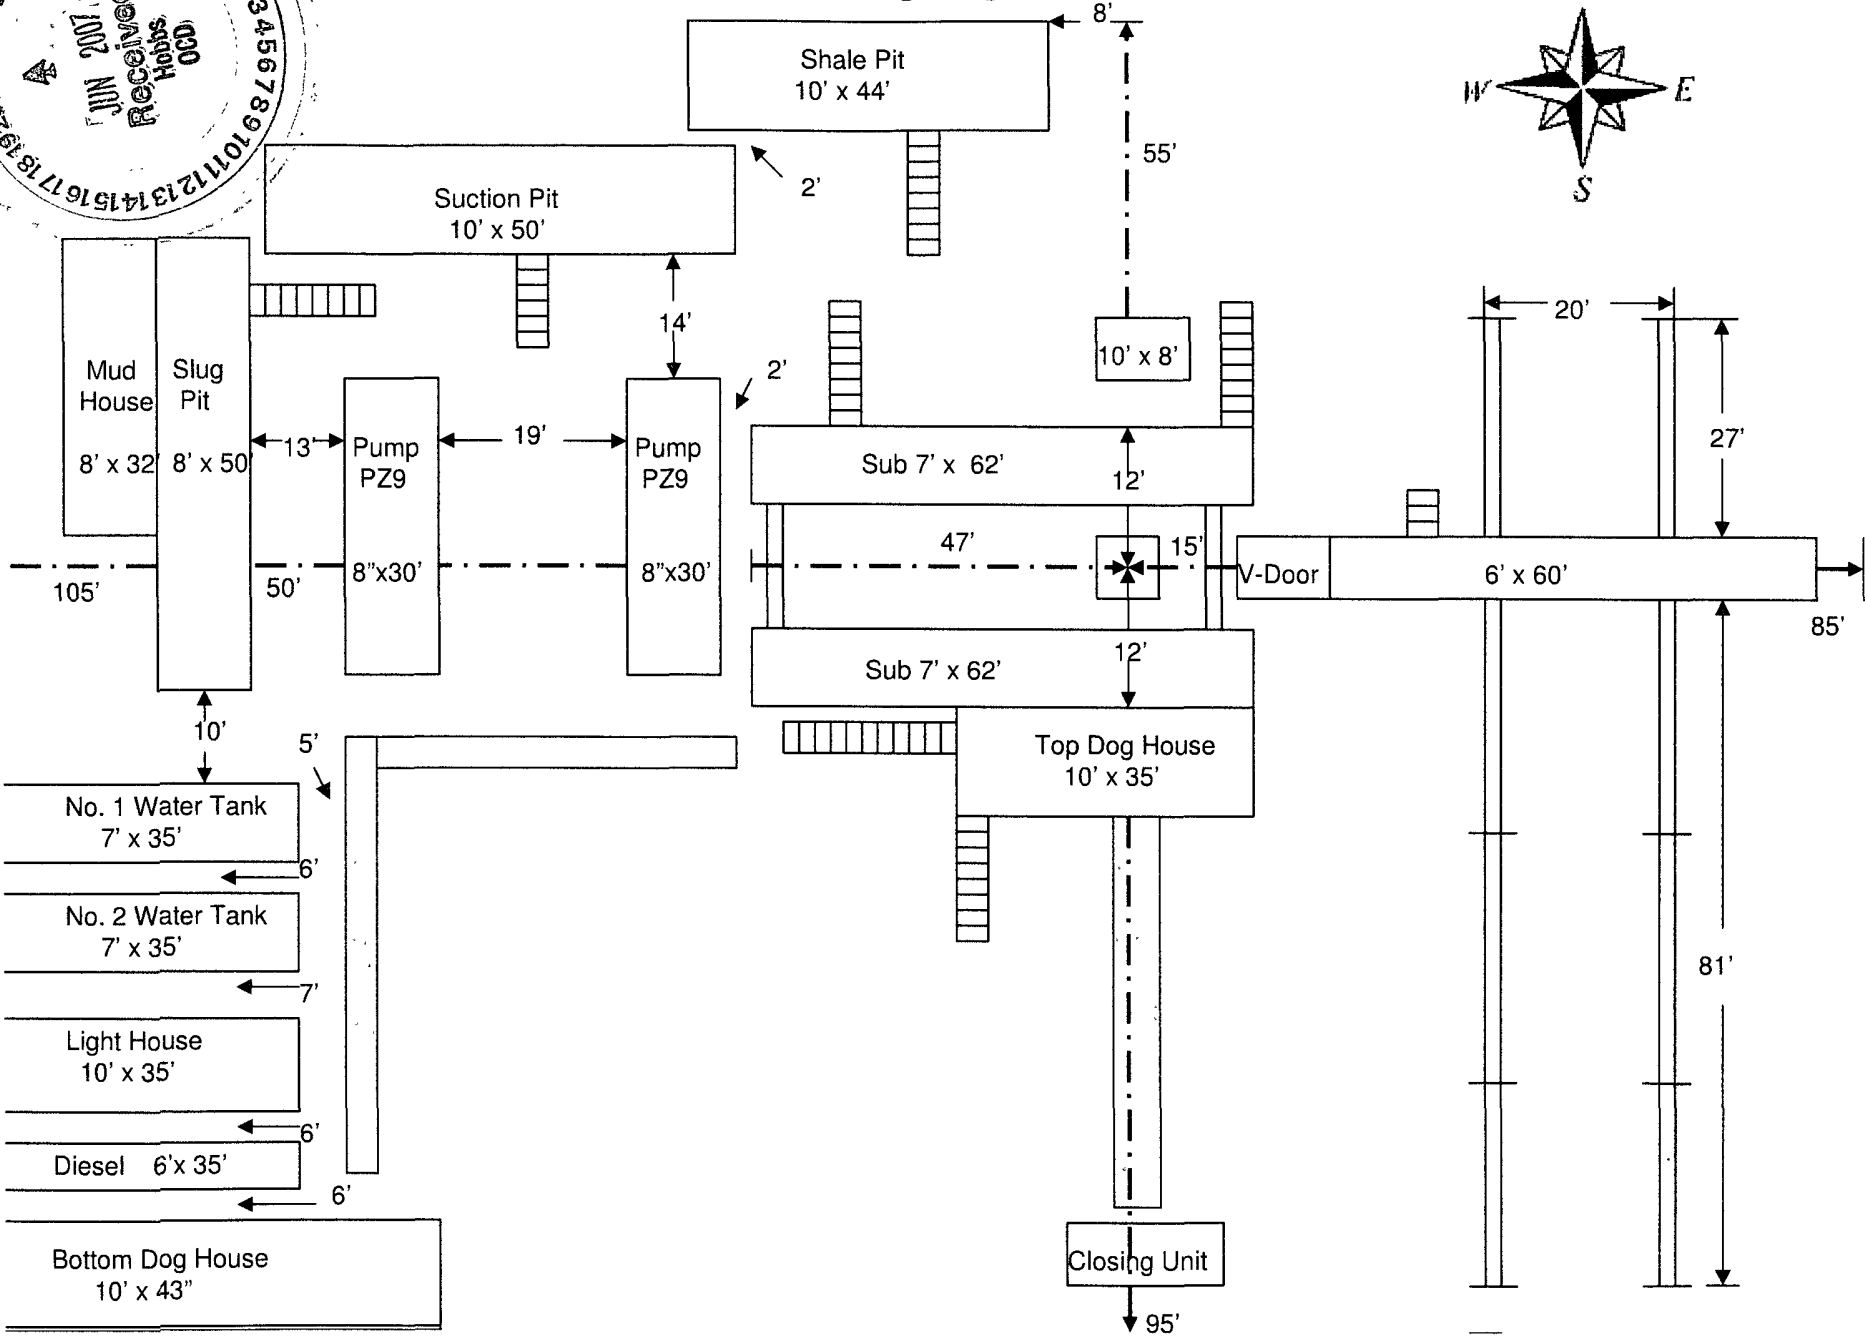 JUN 2007
Received
Hobbs
OCD
3456789101112131415161718192
8'
Shale Pit
10' x 44'
W
E
S
55'
2'
Suction Pit
10' x 50'
14'
20'
10' x 8'
27'
2'
Mud
House
8' x 32'
Slug
Pit
8' x 50'
13'
Pump
PZ9
8"x30'
19'
Pump
PZ9
8"x30'
Sub 7' x 62'
12'
47'
15'
V-Door
6' x 60'
85'
105'
50'
12'
Sub 7' x 62'
10'
5'
Top Dog House
10' x 35'
No. 1 Water Tank
7' x 35'
6'
No. 2 Water Tank
7' x 35'
7'
81'
Light House
10' x 35'
6'
Diesel 6'x 35'
6'
Bottom Dog House
10' x 43"
Closing Unit
95'